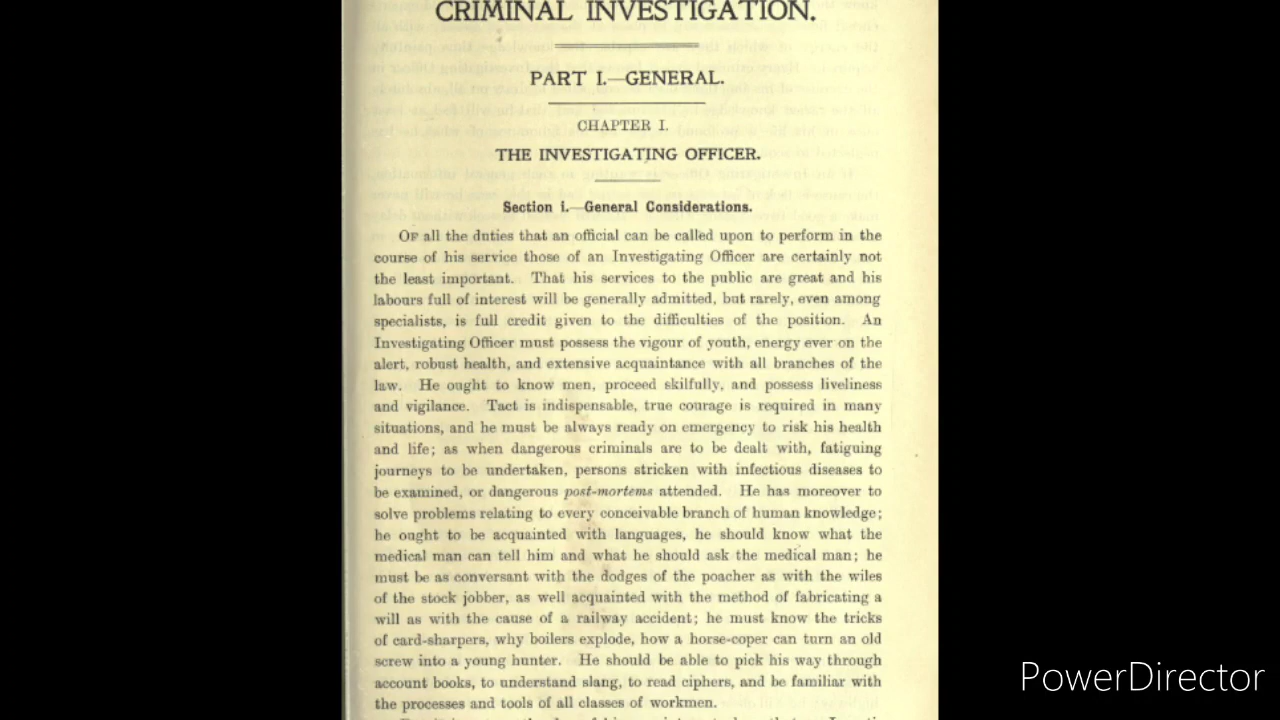 CRIMINAL INVESTIGATION.
PART I.—GENERAL.
CHAPTER I.
THE INVESTIGATING OFFICER.
Section i.—General Considerations.
OF all the duties that an official can be called upon to perform in the
course of his service those of an Investigating Officer are certainly not
the least important. That his services to the public are great and his
labours full of interest will be generally admitted, but rarely, even among
specialists, is full credit given to the difficulties of the position. An
Investigating Officer must possess the vigour of youth, energy ever on the
alert, robust health, and extensive acquaintance with all branches of the
law. He ought to know men, proceed skilfully, and possess liveliness
and vigilance. Tact is indispensable, true courage is required in many
situations, and he must be always ready on emergency to risk his health
and life; as when dangerous criminals are to be dealt with, fatiguing
journeys to be undertaken, persons stricken with infectious diseases to
be examined, or dangerous post-mortems attended. He has moreover to
solve problems relating to every conceivable branch of human knowledge;
he ought to be acquainted with languages, he should know what the
medical man can tell him and what he should ask the medical man; he
must be as conversant with the dodges of the poacher as with the wiles
of the stock jobber, as well acquainted with the method of fabricating a
will as with the cause of a railway accident; he must know the tricks
of card-sharpers, why boilers explode, how a horse-coper can turn an old
screw into a young hunter. He should be able to pick his way through
account books, to understand slang, to read ciphers, and be familiar with
the processes and tools of all classes of workmen.
PowerDirector